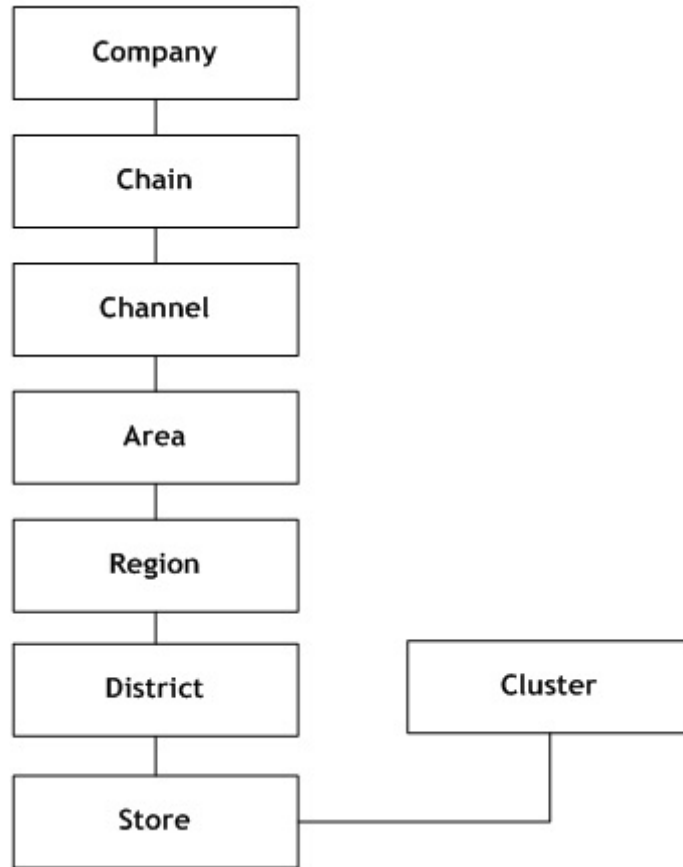 Company
Chain
Channel
Area
Region
District
Cluster
Store